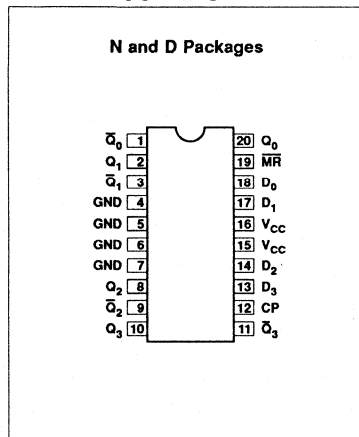 N and D Packages
Q̅0 1 20 Q0
Q1 2 19 M̅R̅
Q̅1 3 18 D0
GND 4 17 D1
GND 5 16 VCC
GND 6 15 VCC
GND 7 14 D2
Q2 8 13 D3
Q̅2 9 12 CP
Q3 10 11 Q̅3